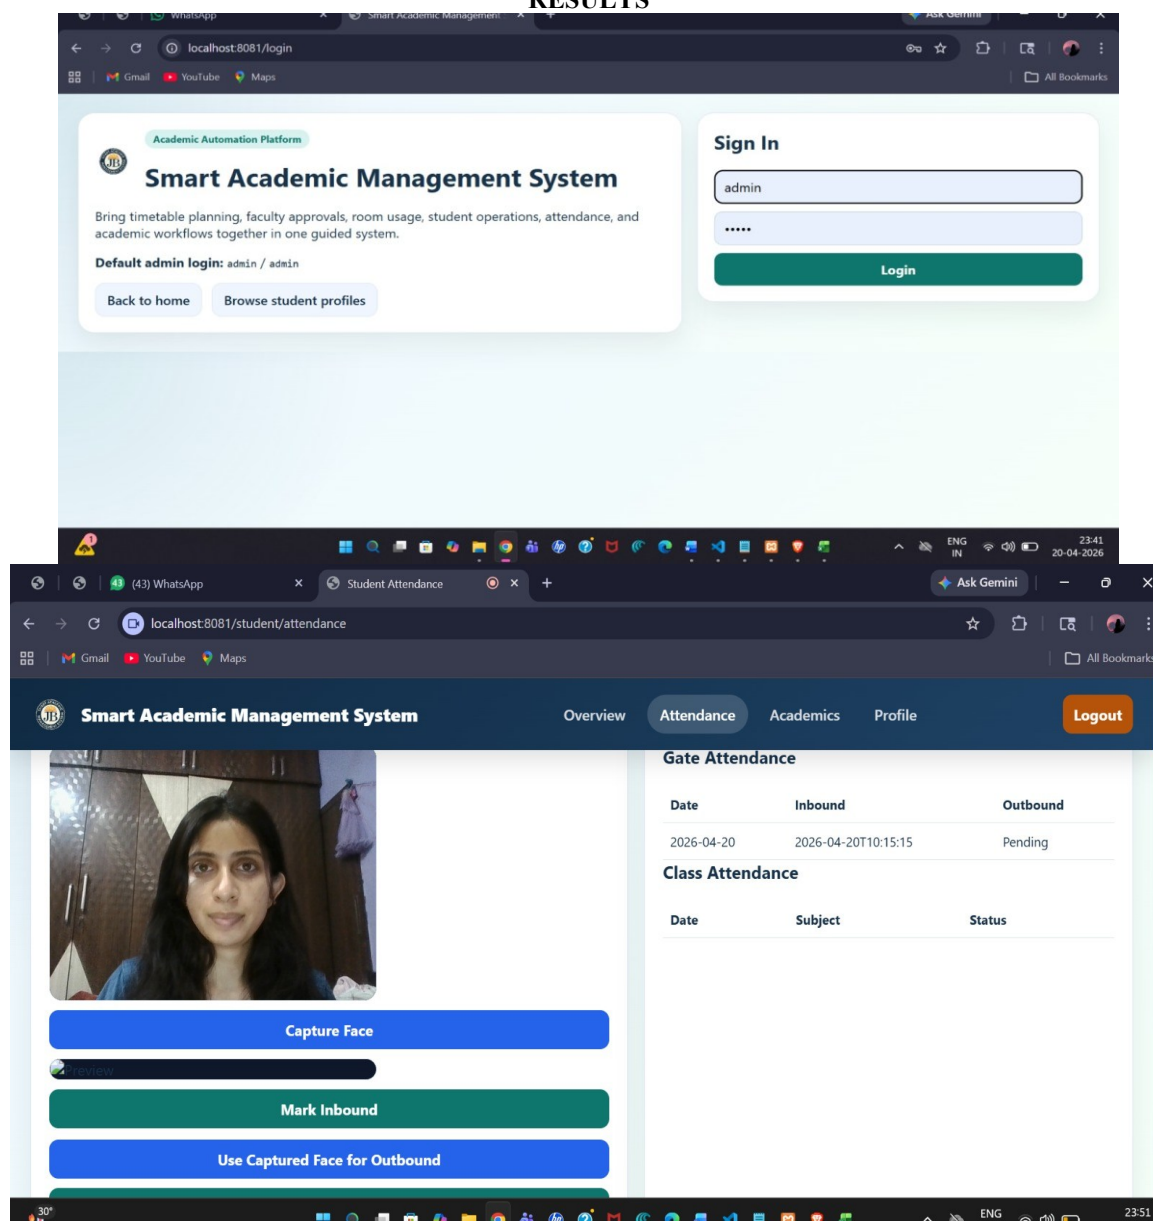 RESULTS
WhatsApp
Smart Academic Management
Ask Gemini
localhost:8081/login
Gmail YouTube Maps
All Bookmarks
Academic Automation Platform
JB
Smart Academic Management System
Bring timetable planning, faculty approvals, room usage, student operations, attendance, and
academic workflows together in one guided system.
Default admin login: admin / admin
Back to home Browse student profiles
Sign In
admin
•••••
Login
1
ENG
IN
23:41
20-04-2026
43 (43) WhatsApp
Student Attendance
Ask Gemini
localhost:8081/student/attendance
Gmail YouTube Maps
All Bookmarks
JB
Smart Academic Management System
Overview Attendance Academics Profile Logout
Capture Face
Preview
Mark Inbound
Use Captured Face for Outbound
Gate Attendance
Date Inbound Outbound
2026-04-20 2026-04-20T10:15:15 Pending
Class Attendance
Date Subject Status
30°
ENG
23:51